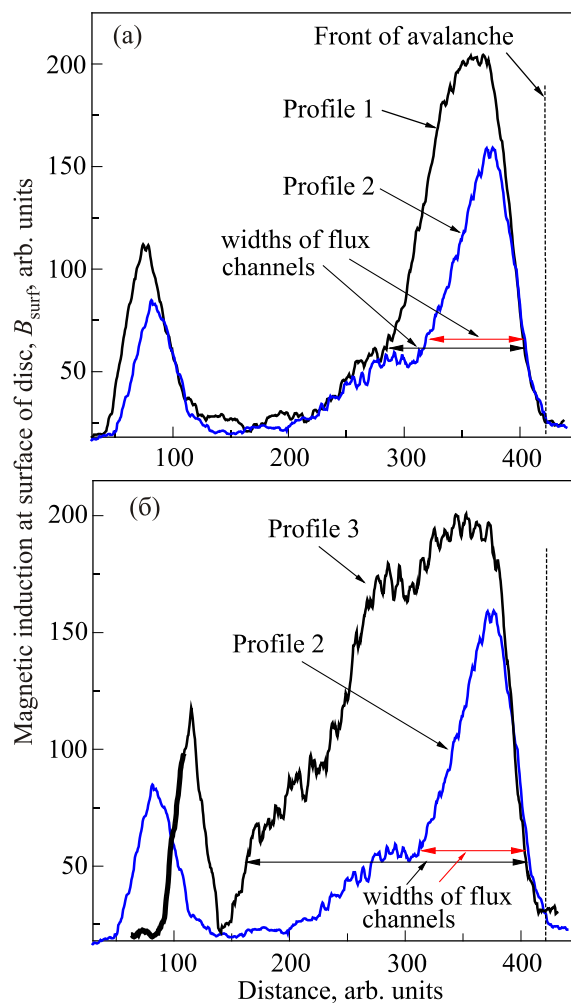 (a)
Front of avalanche
200
Profile 1
150
Profile 2
widths of flux
channels
100
50
100 200 300 400
Magnetic induction at surface of disc, B_surf, arb. units
(б)
200
Profile 3
150
Profile 2
100
50
widths of flux
channels
100 200 300 400
Distance, arb. units